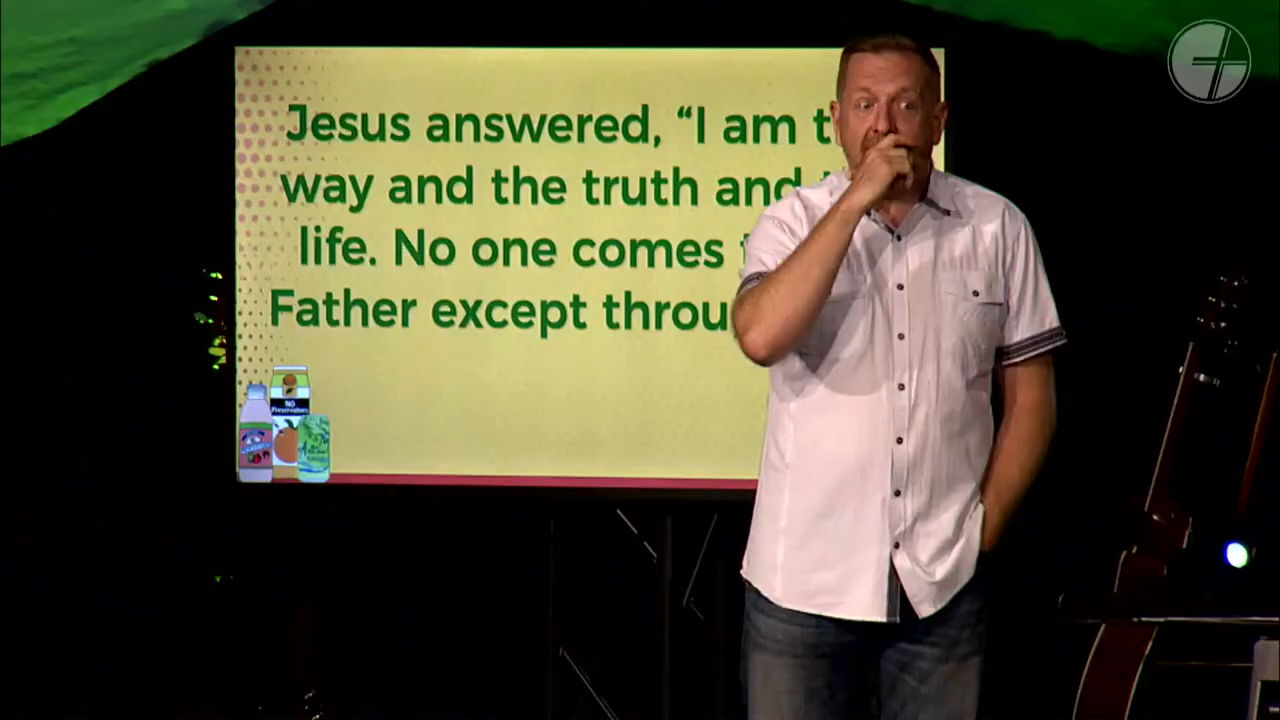 Jesus answered, “I am t
way and the truth and t
life. No one comes t
Father except throu
NO
Preservatives